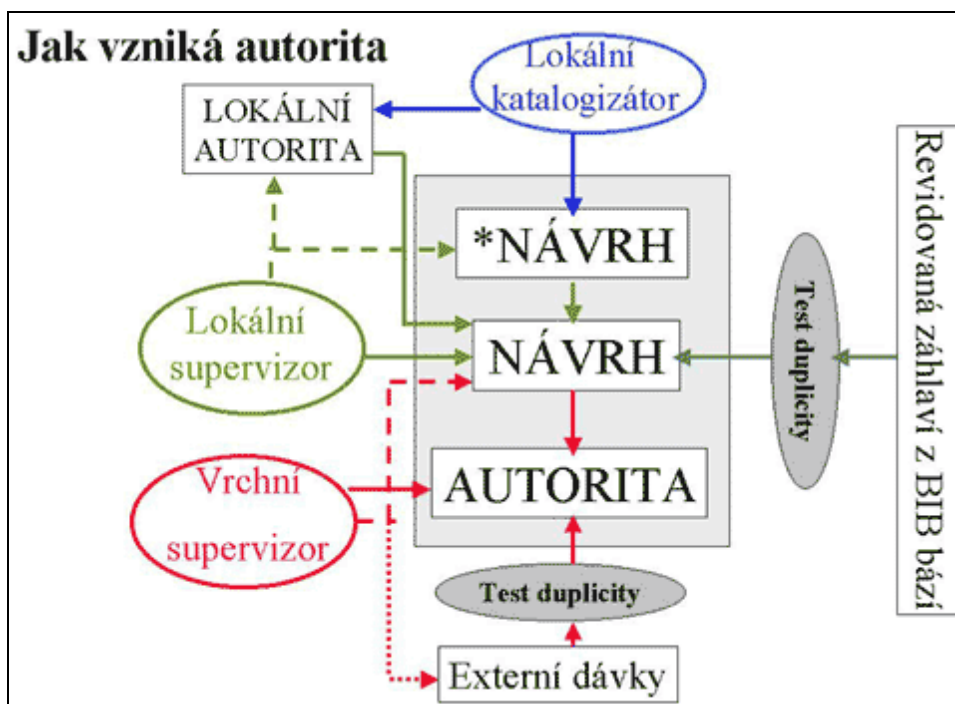 Jak vzniká autorita
Lokální
katalogizátor
LOKÁLNÍ
AUTORITA
*NÁVRH
Lokální
supervizor
NÁVRH
Test duplicity
Revidovaná záhlaví z BIB bází
Vrchní
supervizor
AUTORITA
Test duplicity
Externí dávky